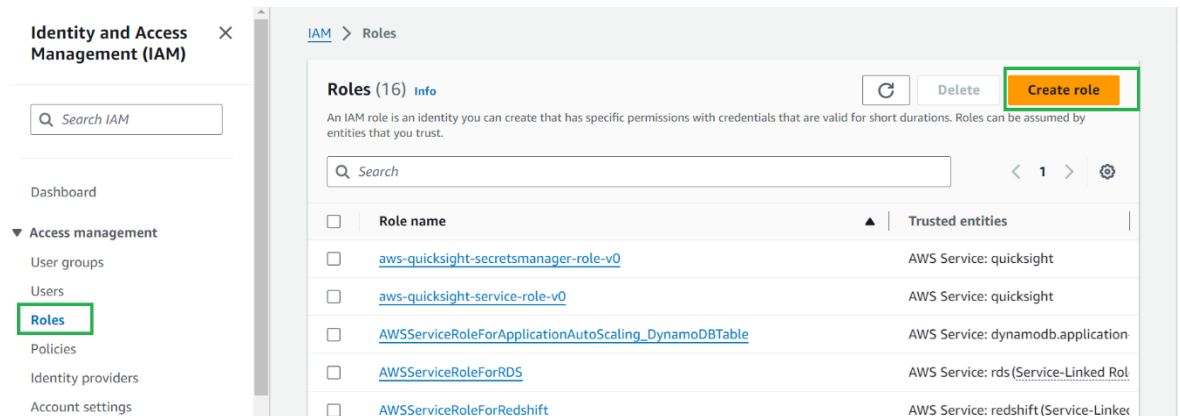 Identity and Access
Management (IAM)
Search IAM
Dashboard
Access management
User groups
Users
Roles
Policies
Identity providers
Account settings
IAM > Roles
Roles (16) Info
Delete
Create role
An IAM role is an identity you can create that has specific permissions with credentials that are valid for short durations. Roles can be assumed by
entities that you trust.
Search
1
Role name
Trusted entities
aws-quicksight-secretsmanager-role-v0
AWS Service: quicksight
aws-quicksight-service-role-v0
AWS Service: quicksight
AWSServiceRoleForApplicationAutoScaling_DynamoDBTable
AWS Service: dynamodb.application-
AWSServiceRoleForRDS
AWS Service: rds (Service-Linked Rol
AWSServiceRoleForRedshift
AWS Service: redshift (Service-Linked